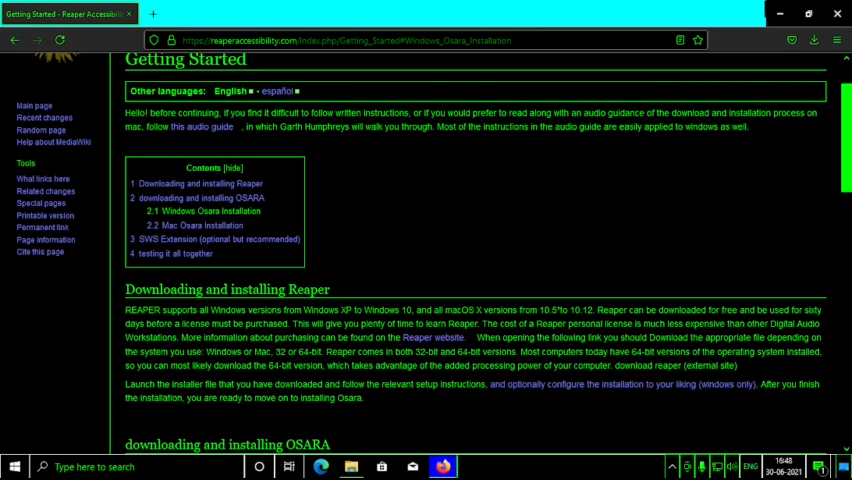 Getting Started - Reaper Accessibili
https://reaperaccessibility.com/index.php/Getting_Started#Windows_Osara_Installation
Getting Started
Main page
Recent changes
Random page
Help about MediaWiki
Tools
What links here
Related changes
Special pages
Printable version
Permanent link
Page information
Cite this page
Other languages: English • español
Hello! before continuing, if you find it difficult to follow written instructions, or if you would prefer to read along with an audio guidance of the download and installation process on
mac, follow this audio guide , in which Garth Humphreys will walk you through. Most of the instructions in the audio guide are easily applied to windows as well.
Contents [hide]
1 Downloading and installing Reaper
2 downloading and installing OSARA
2.1 Windows Osara Installation
2.2 Mac Osara Installation
3 SWS Extension (optional but recommended)
4 testing it all together
Downloading and installing Reaper
REAPER supports all Windows versions from Windows XP to Windows 10, and all macOS X versions from 10.5*to 10.12. Reaper can be downloaded for free and be used for sixty
days before a license must be purchased. This will give you plenty of time to learn Reaper. The cost of a Reaper personal license is much less expensive than other Digital Audio
Workstations. More information about purchasing can be found on the Reaper website. When opening the following link you should Download the appropriate file depending on
the system you use: Windows or Mac, 32 or 64-bit. Reaper comes in both 32-bit and 64-bit versions. Most computers today have 64-bit versions of the operating system installed,
so you can most likely download the 64-bit version, which takes advantage of the added processing power of your computer. download reaper (external site)
Launch the installer file that you have downloaded and follow the relevant setup instructions, and optionally configure the installation to your liking (windows only). After you finish
the installation, you are ready to move on to installing Osara.
downloading and installing OSARA
Type here to search
ENG
16:48
30-06-2021
1